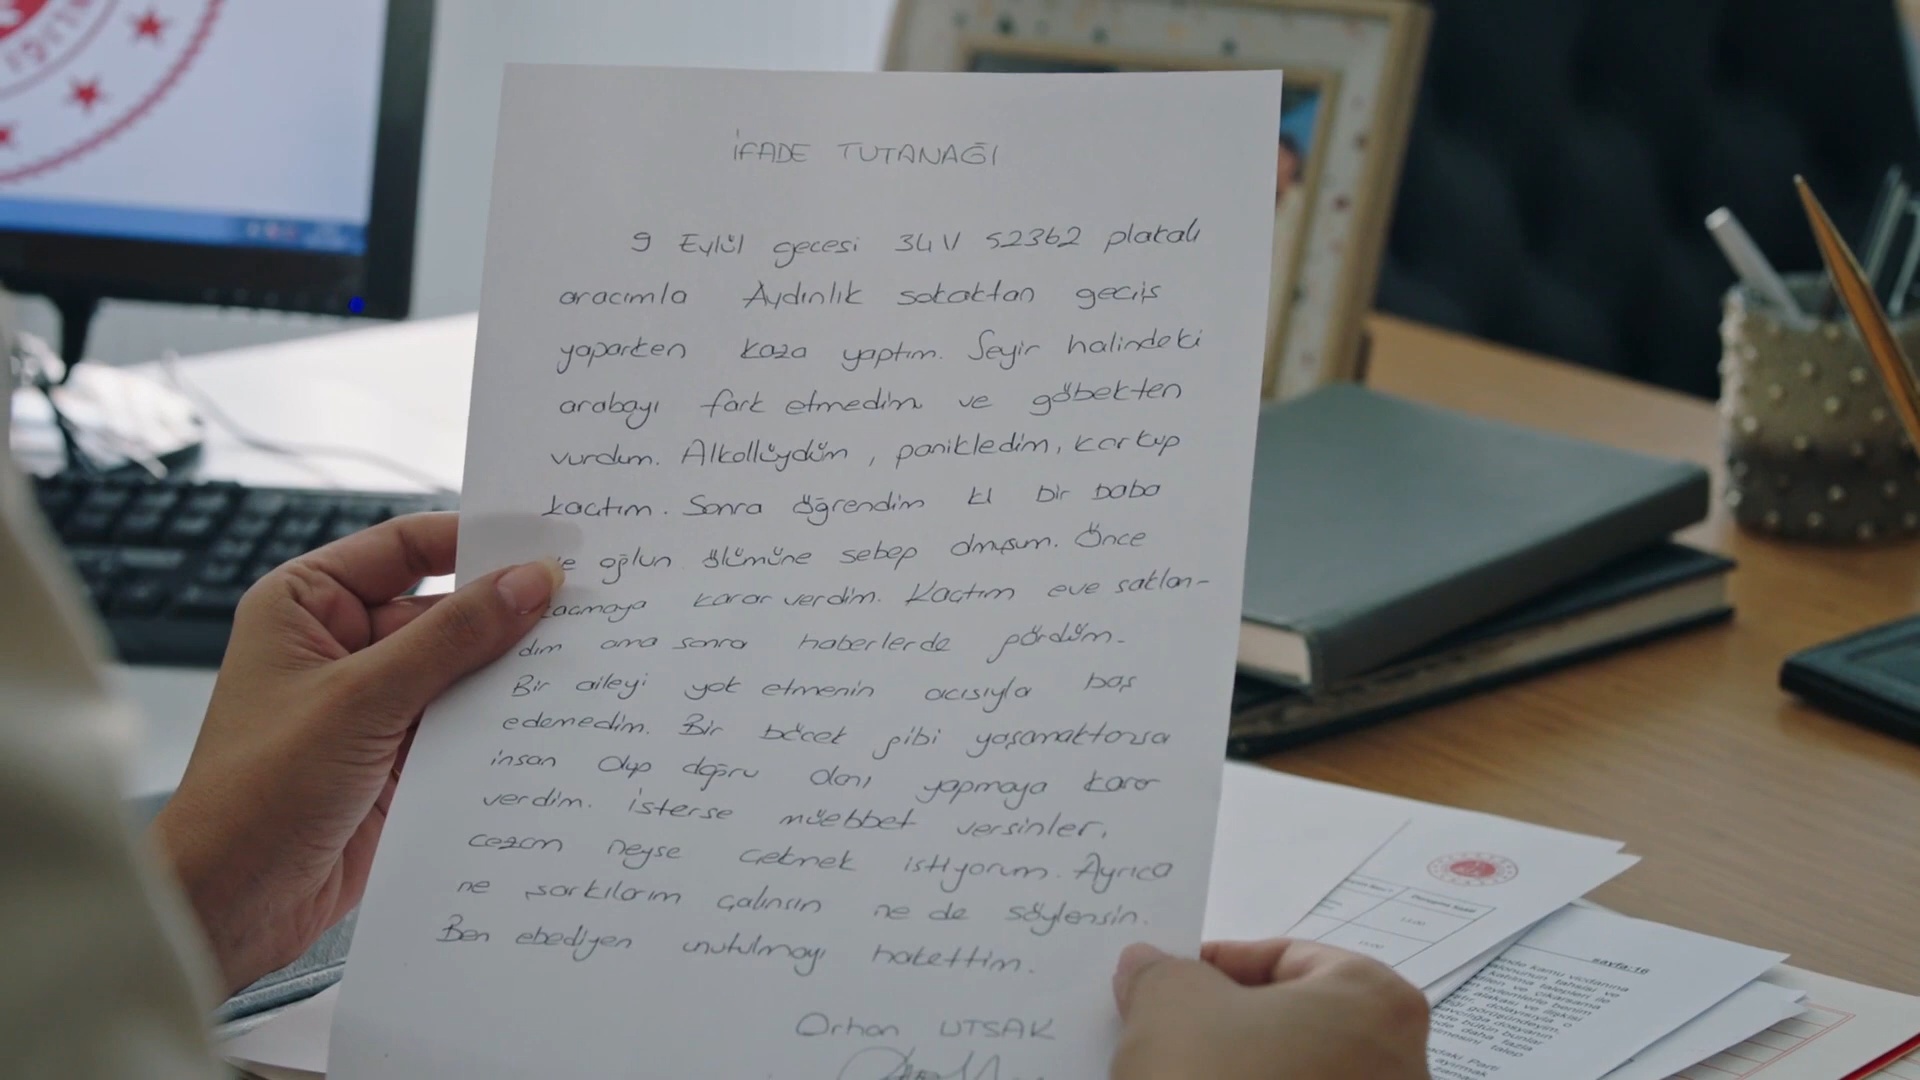 İFADE TUTANAĞI
9 Eylül gecesi 34 V 52362 plakalı
aracımla Aydınlık sokaktan geçiş
yaparken kaza yaptım. Seyir halindeki
arabayı fark etmedim ve göbekten
vurdum. Alkollüydüm, panikledim, korkup
kaçtım. Sonra öğrendim ki bir baba
ve oğlun ölümüne sebep olmuşum. Önce
kaçmaya karar verdim. Kaçtım eve saklan-
dım ama sonra haberlerde gördüm.
Bir aileyi yok etmenin acısıyla baş
edemedim. Bir böcek gibi yaşamaktansa
insan olup doğru olanı yapmaya karar
verdim. İsterse müebbet versinler,
cezam neyse çekmek istiyorum. Ayrıca
ne şarkılarım çalınsın ne de söylensin.
Ben ebediyen unutulmayı hakettim.
Orhan UTSAK
sayfa:16